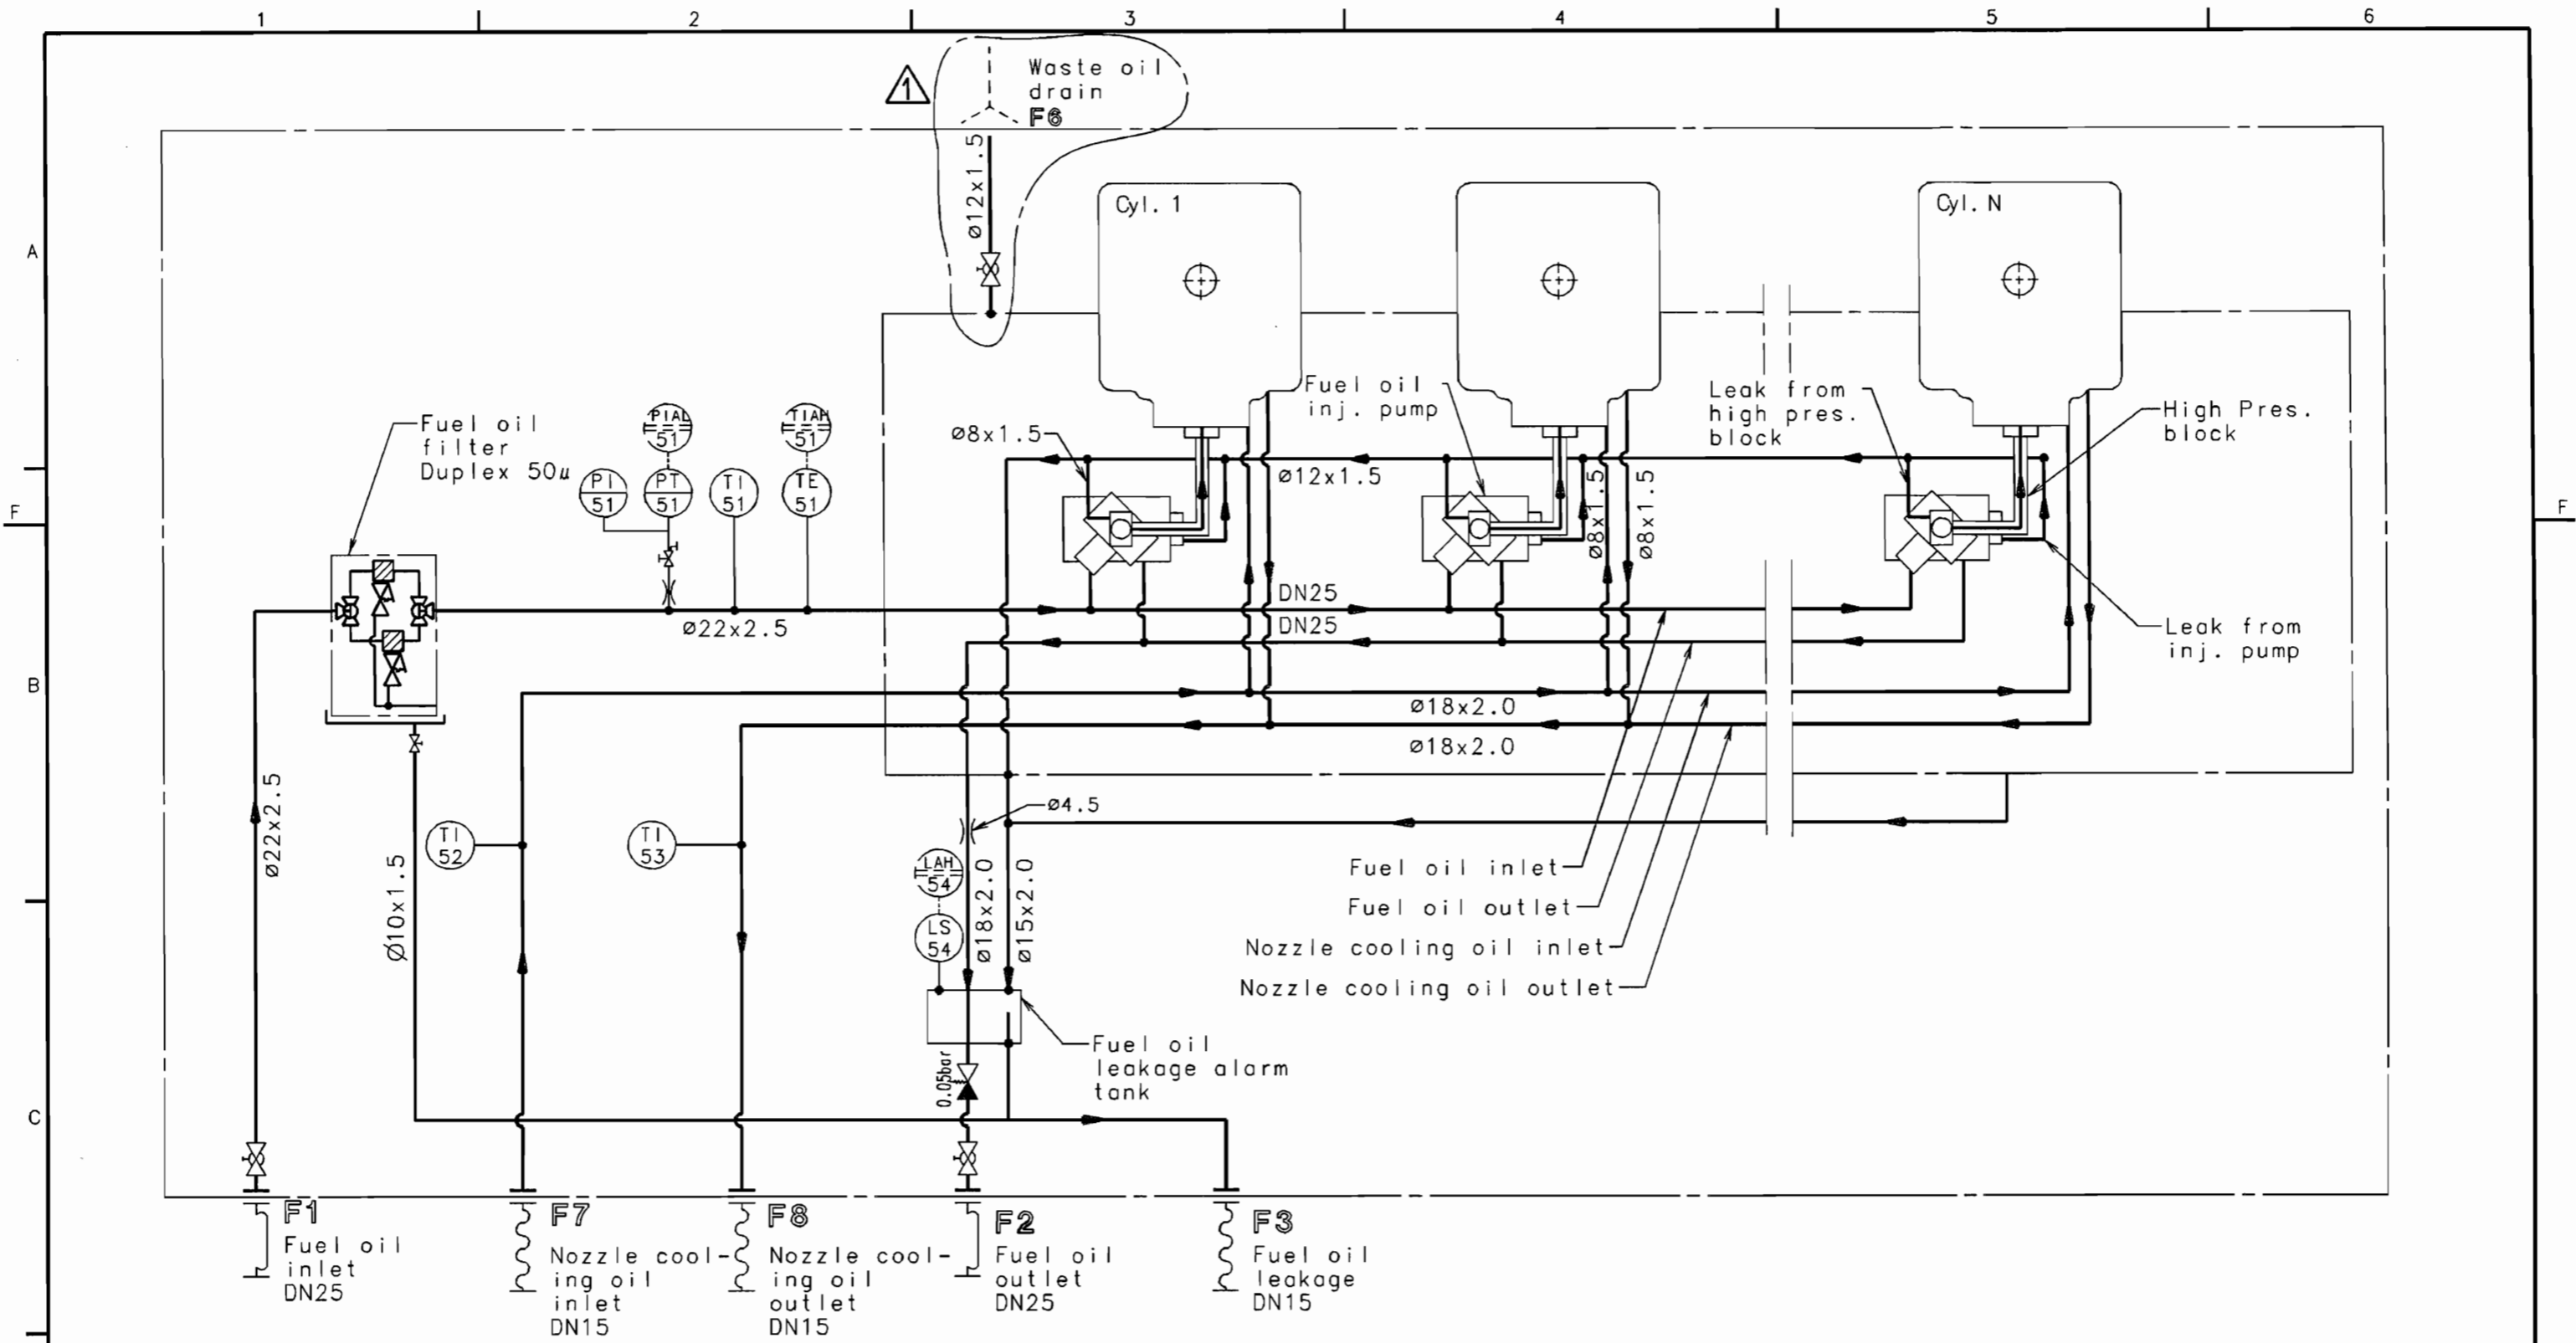 1
2
3
4
5
6
A
F
B
C
F
1
Waste oil
drain
F6
ø12x1.5
Cyl. 1
Cyl. N
Fuel oil
filter
Duplex 50µ
PIAL
51
TIAH
51
PI
51
PT
51
TI
51
TE
51
ø8x1.5
Fuel oil
inj. pump
Leak from
high pres.
block
High Pres.
block
ø12x1.5
ø8x1.5
ø8x1.5
ø22x2.5
DN25
DN25
Leak from
inj. pump
ø18x2.0
ø18x2.0
ø22x2.5
Ø10x1.5
TI
52
TI
53
ø4.5
LAH
54
LS
54
ø18x2.0
ø15x2.0
Fuel oil inlet
Fuel oil outlet
Nozzle cooling oil inlet
Nozzle cooling oil outlet
Fuel oil
leakage alarm
tank
0.05bar
F1
Fuel oil
inlet
DN25
F7
Nozzle cool-
ing oil
inlet
DN15
F8
Nozzle cool-
ing oil
outlet
DN15
F2
Fuel oil
outlet
DN25
F3
Fuel oil
leakage
DN15